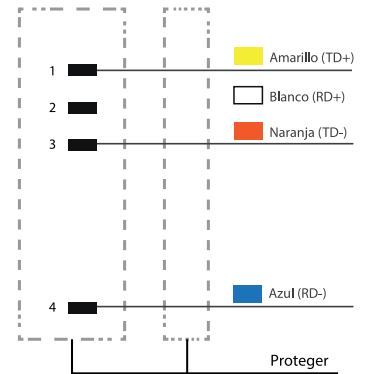 1 Amarillo (TD+)
2 Blanco (RD+)
3 Naranja (TD-)
4 Azul (RD-)
Proteger